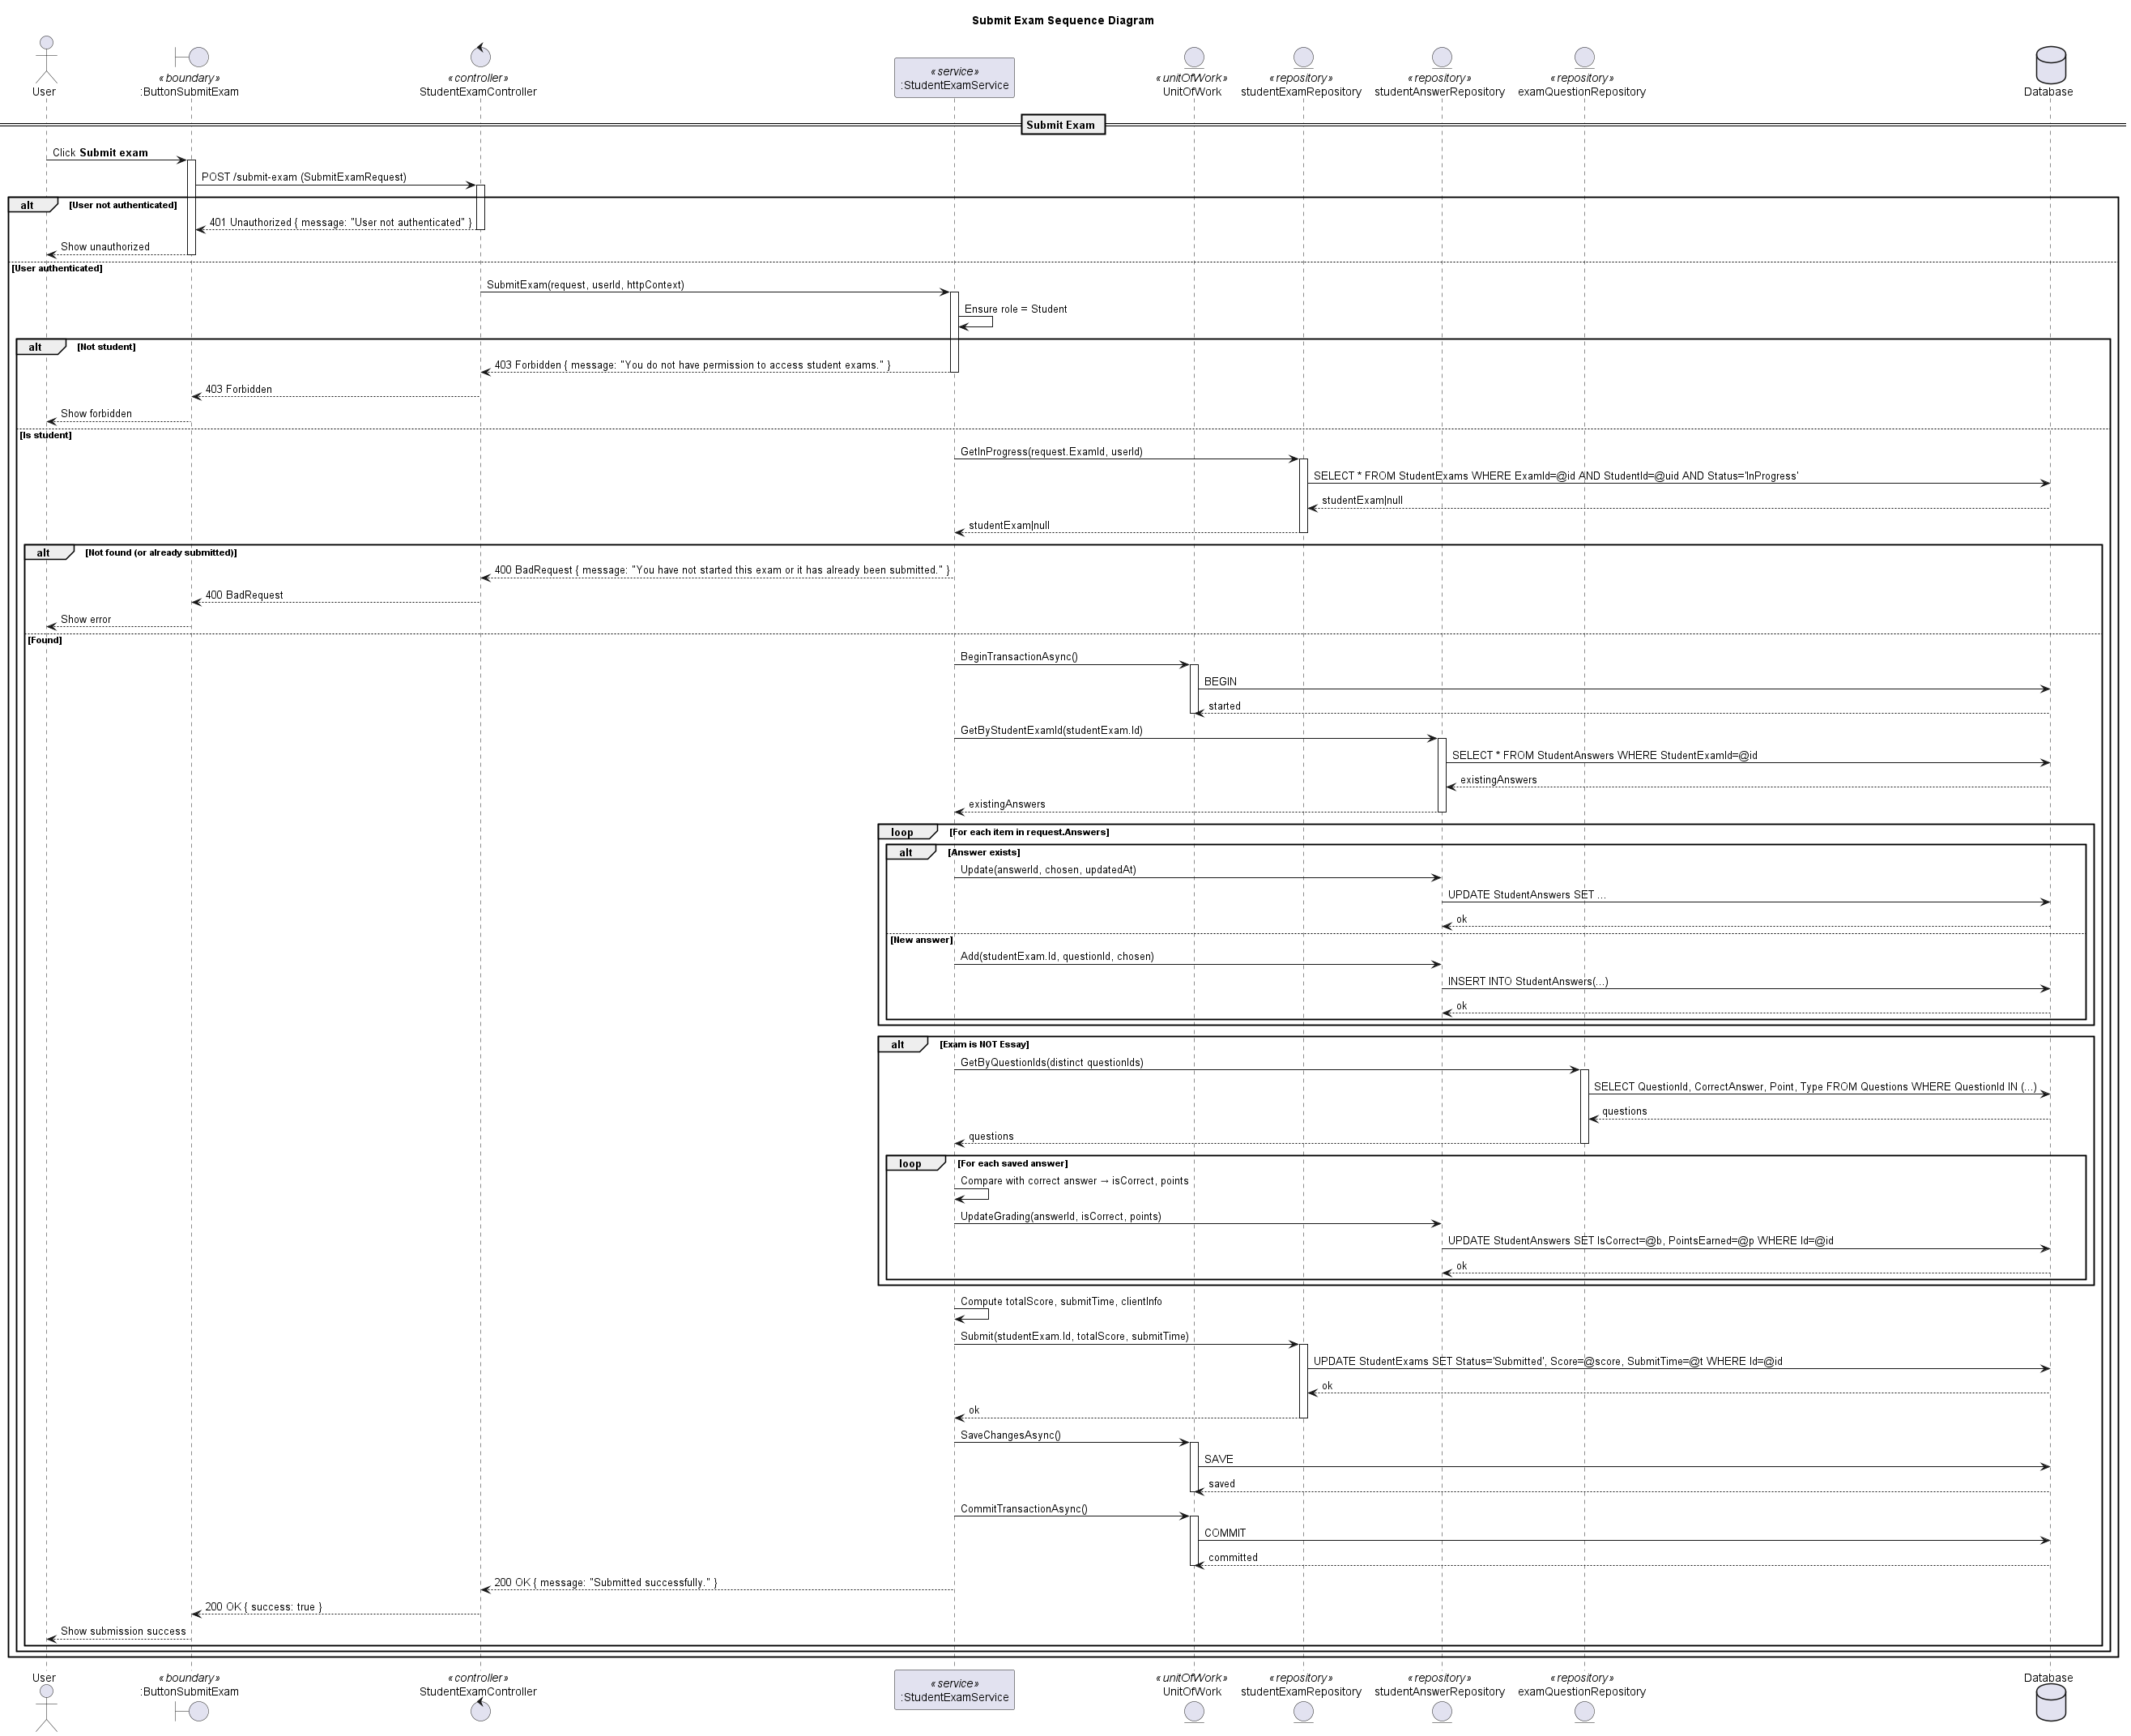 Submit Exam Sequence Diagram
User
«boundary»
:ButtonSubmitExam
«controller»
StudentExamController
«service»
:StudentExamService
«unitOfWork»
UnitOfWork
«repository»
studentExamRepository
«repository»
studentAnswerRepository
«repository»
examQuestionRepository
Database
Submit Exam
Click Submit exam
POST /submit-exam (SubmitExamRequest)
alt [User not authenticated]
401 Unauthorized { message: "User not authenticated" }
Show unauthorized
[User authenticated]
SubmitExam(request, userId, httpContext)
Ensure role = Student
alt [Not student]
403 Forbidden { message: "You do not have permission to access student exams." }
403 Forbidden
Show forbidden
[Is student]
GetInProgress(request.ExamId, userId)
SELECT * FROM StudentExams WHERE ExamId=@id AND StudentId=@uid AND Status='InProgress'
studentExam|null
studentExam|null
alt [Not found (or already submitted)]
400 BadRequest { message: "You have not started this exam or it has already been submitted." }
400 BadRequest
Show error
[Found]
BeginTransactionAsync()
BEGIN
started
GetByStudentExamId(studentExam.Id)
SELECT * FROM StudentAnswers WHERE StudentExamId=@id
existingAnswers
existingAnswers
loop [For each item in request.Answers]
alt [Answer exists]
Update(answerId, chosen, updatedAt)
UPDATE StudentAnswers SET ...
ok
[New answer]
Add(studentExam.Id, questionId, chosen)
INSERT INTO StudentAnswers(...)
ok
alt [Exam is NOT Essay]
GetByQuestionIds(distinct questionIds)
SELECT QuestionId, CorrectAnswer, Point, Type FROM Questions WHERE QuestionId IN (...)
questions
questions
loop [For each saved answer]
Compare with correct answer → isCorrect, points
UpdateGrading(answerId, isCorrect, points)
UPDATE StudentAnswers SET IsCorrect=@b, PointsEarned=@p WHERE Id=@id
ok
Compute totalScore, submitTime, clientInfo
Submit(studentExam.Id, totalScore, submitTime)
UPDATE StudentExams SET Status='Submitted', Score=@score, SubmitTime=@t WHERE Id=@id
ok
ok
SaveChangesAsync()
SAVE
saved
CommitTransactionAsync()
COMMIT
committed
200 OK { message: "Submitted successfully." }
200 OK { success: true }
Show submission success
User
«boundary»
:ButtonSubmitExam
«controller»
StudentExamController
«service»
:StudentExamService
«unitOfWork»
UnitOfWork
«repository»
studentExamRepository
«repository»
studentAnswerRepository
«repository»
examQuestionRepository
Database